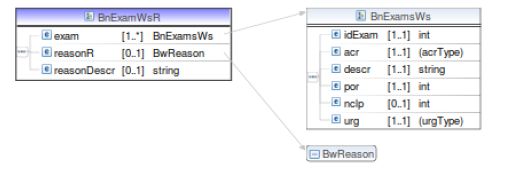 BnExamWsR
exam [1..*] BnExamsWs
reasonR [0..1] BwReason
reasonDescr [0..1] string
BnExamsWs
idExam [1..1] int
acr [1..1] (acrType)
descr [1..1] string
por [1..1] int
nclp [0..1] int
urg [1..1] (urgType)
BwReason